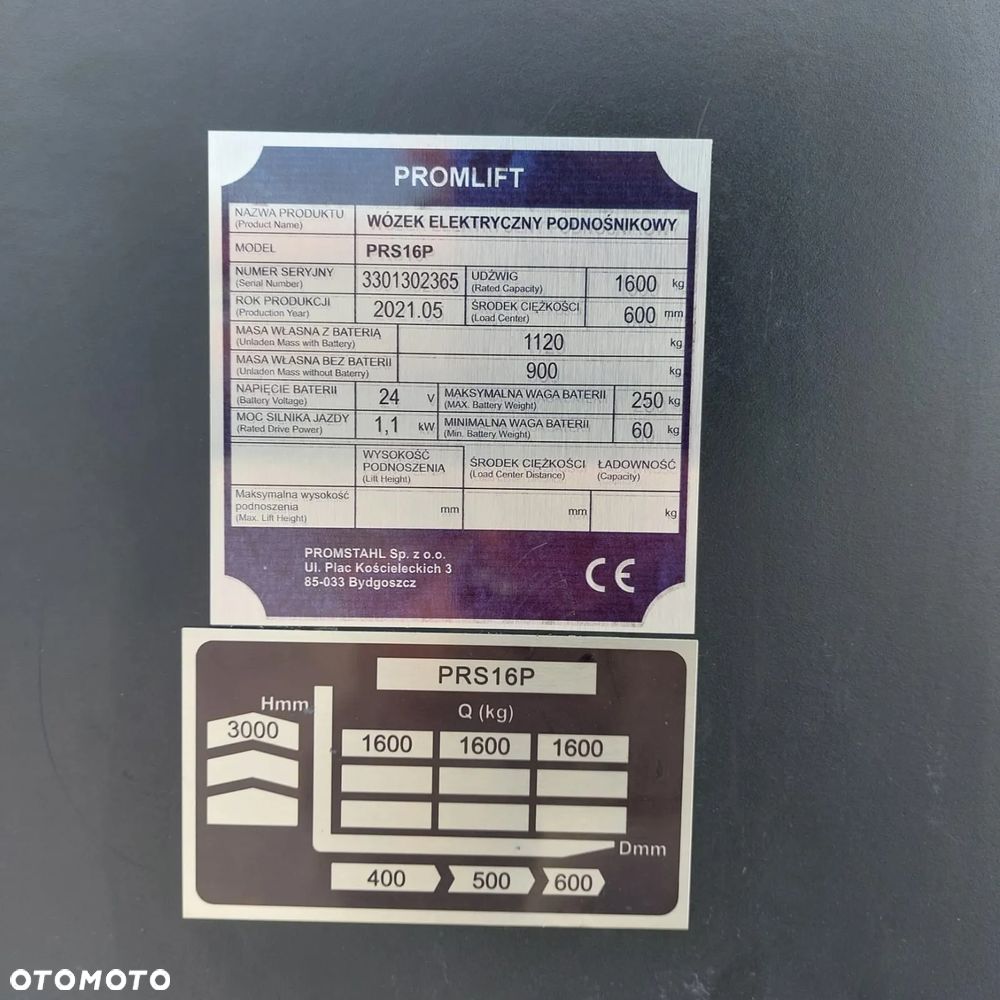 PROMLIFT
NAZWA PRODUKTU
(Product Name)
WÓZEK ELEKTRYCZNY PODNOŚNIKOWY
MODEL
PRS16P
NUMER SERYJNY
(Serial Number)
3301302365
UDŹWIG
(Rated Capacity)
1600 kg
ROK PRODUKCJI
(Production Year)
2021.05
ŚRODEK CIĘŻKOŚCI
(Load Center)
600 mm
MASA WŁASNA Z BATERIĄ
(Unladen Mass with Battery)
1120 kg
MASA WŁASNA BEZ BATERII
(Unladen Mass without Baterry)
900 kg
NAPIĘCIE BATERII
(Battery Voltage)
24 V
MAKSYMALNA WAGA BATERII
(MAX. Battery Weight)
250 kg
MOC SILNIKA JAZDY
(Rated Drive Power)
1,1 kW
MINIMALNA WAGA BATERII
(Min. Battery Weight)
60 kg
WYSOKOŚĆ
PODNOSZENIA
(Lift Height)
ŚRODEK CIĘŻKOŚCI
(Load Center Distance)
ŁADOWNOŚĆ
(Capacity)
Maksymalna wysokość
podnoszenia
(Max. Lift Height)
mm
mm
kg
PROMSTAHL Sp. z o.o.
Ul. Plac Kościeleckich 3
85-033 Bydgoszcz
CE
PRS16P
Hmm
Q (kg)
3000
1600 1600 1600
Dmm
400 500 600
OTOMOTO